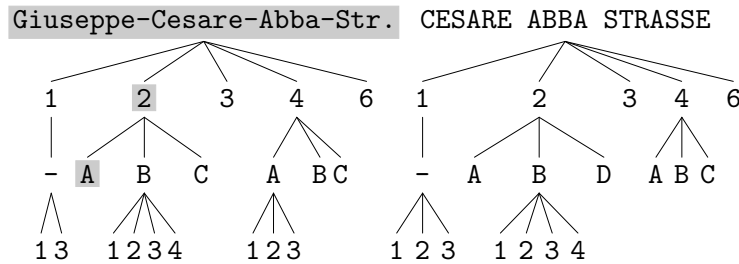 Giuseppe-Cesare-Abba-Str. CESARE ABBA STRASSE
1 2 3 4 6 1 2 3 4 6
- A B C A B C - A B D A B C
1 3 1 2 3 4 1 2 3 1 2 3 1 2 3 4